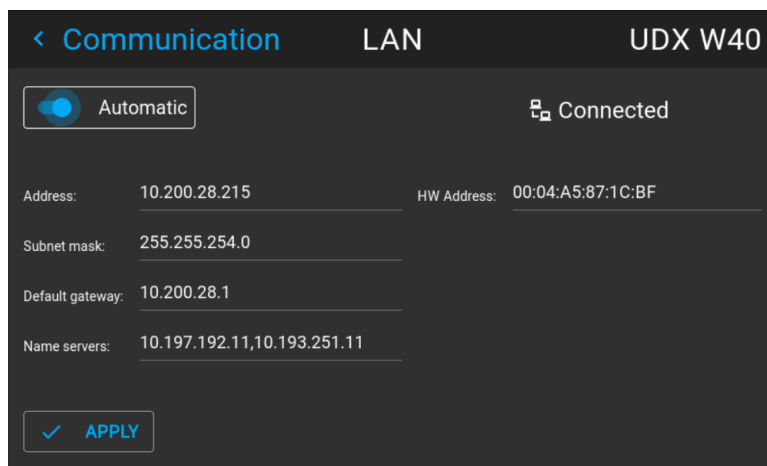 Communication LAN UDX W40
Automatic Connected
Address: 10.200.28.215 HW Address: 00:04:A5:87:1C:BF
Subnet mask: 255.255.254.0
Default gateway: 10.200.28.1
Name servers: 10.197.192.11,10.193.251.11
APPLY